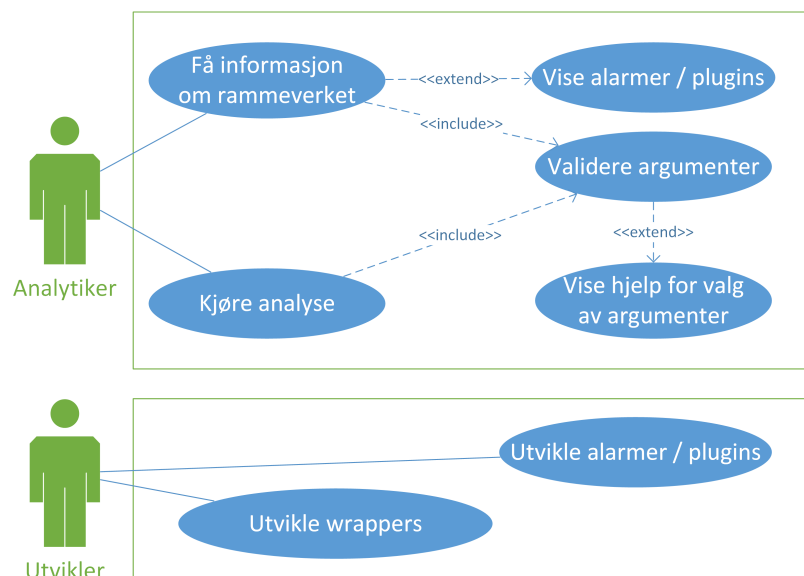 Få informasjon
om rammeverket
<<extend>>
Vise alarmer / plugins
<<include>>
Validere argumenter
<<include>>
<<extend>>
Analytiker
Kjøre analyse
Vise hjelp for valg
av argumenter
Utvikle alarmer / plugins
Utvikle wrappers
Utvikler